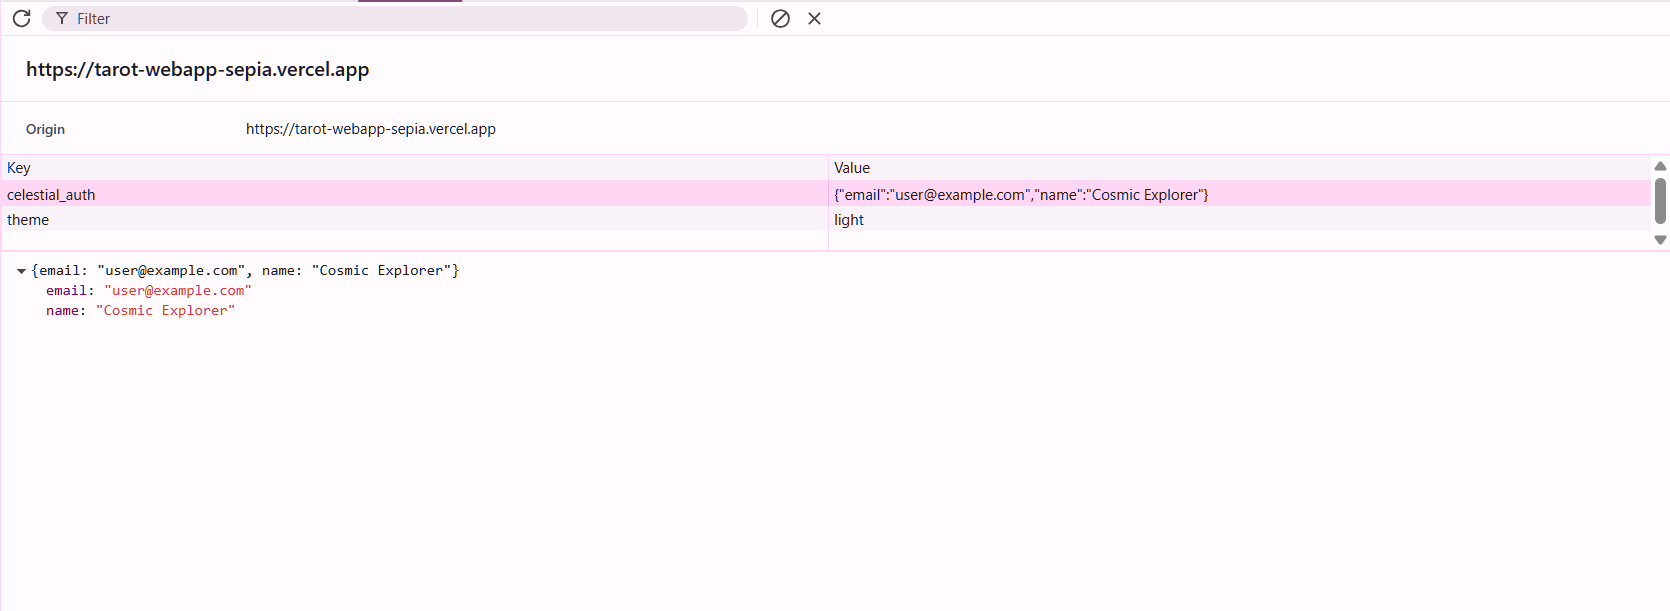 Filter
https://tarot-webapp-sepia.vercel.app
Origin https://tarot-webapp-sepia.vercel.app
Key Value
celestial_auth {"email":"user@example.com","name":"Cosmic Explorer"}
theme light
{email: "user@example.com", name: "Cosmic Explorer"}
email: "user@example.com"
name: "Cosmic Explorer"